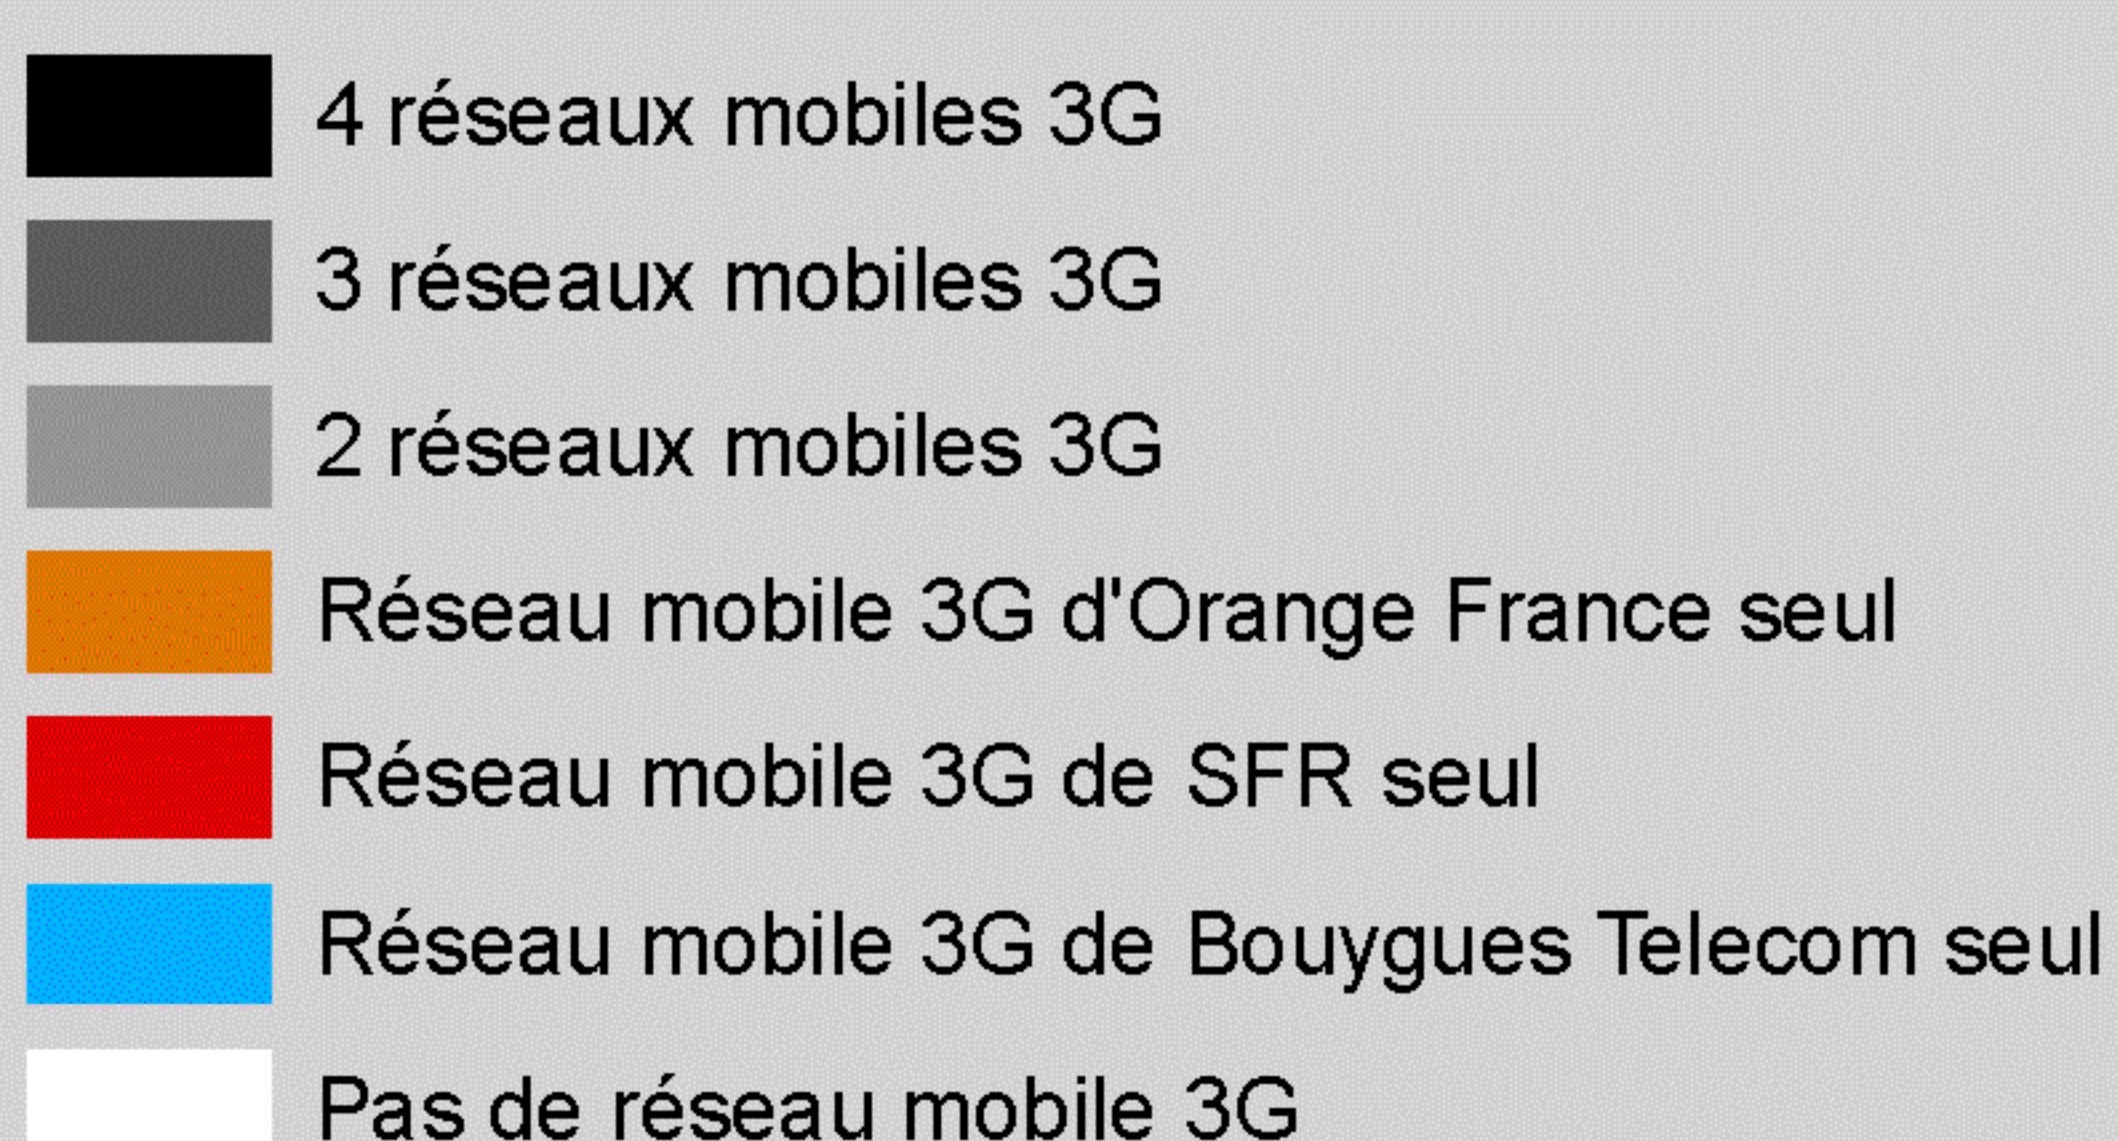 4 réseaux mobiles 3G
3 réseaux mobiles 3G
2 réseaux mobiles 3G
Réseau mobile 3G d'Orange France seul
Réseau mobile 3G de SFR seul
Réseau mobile 3G de Bouygues Telecom seul
Pas de réseau mobile 3G